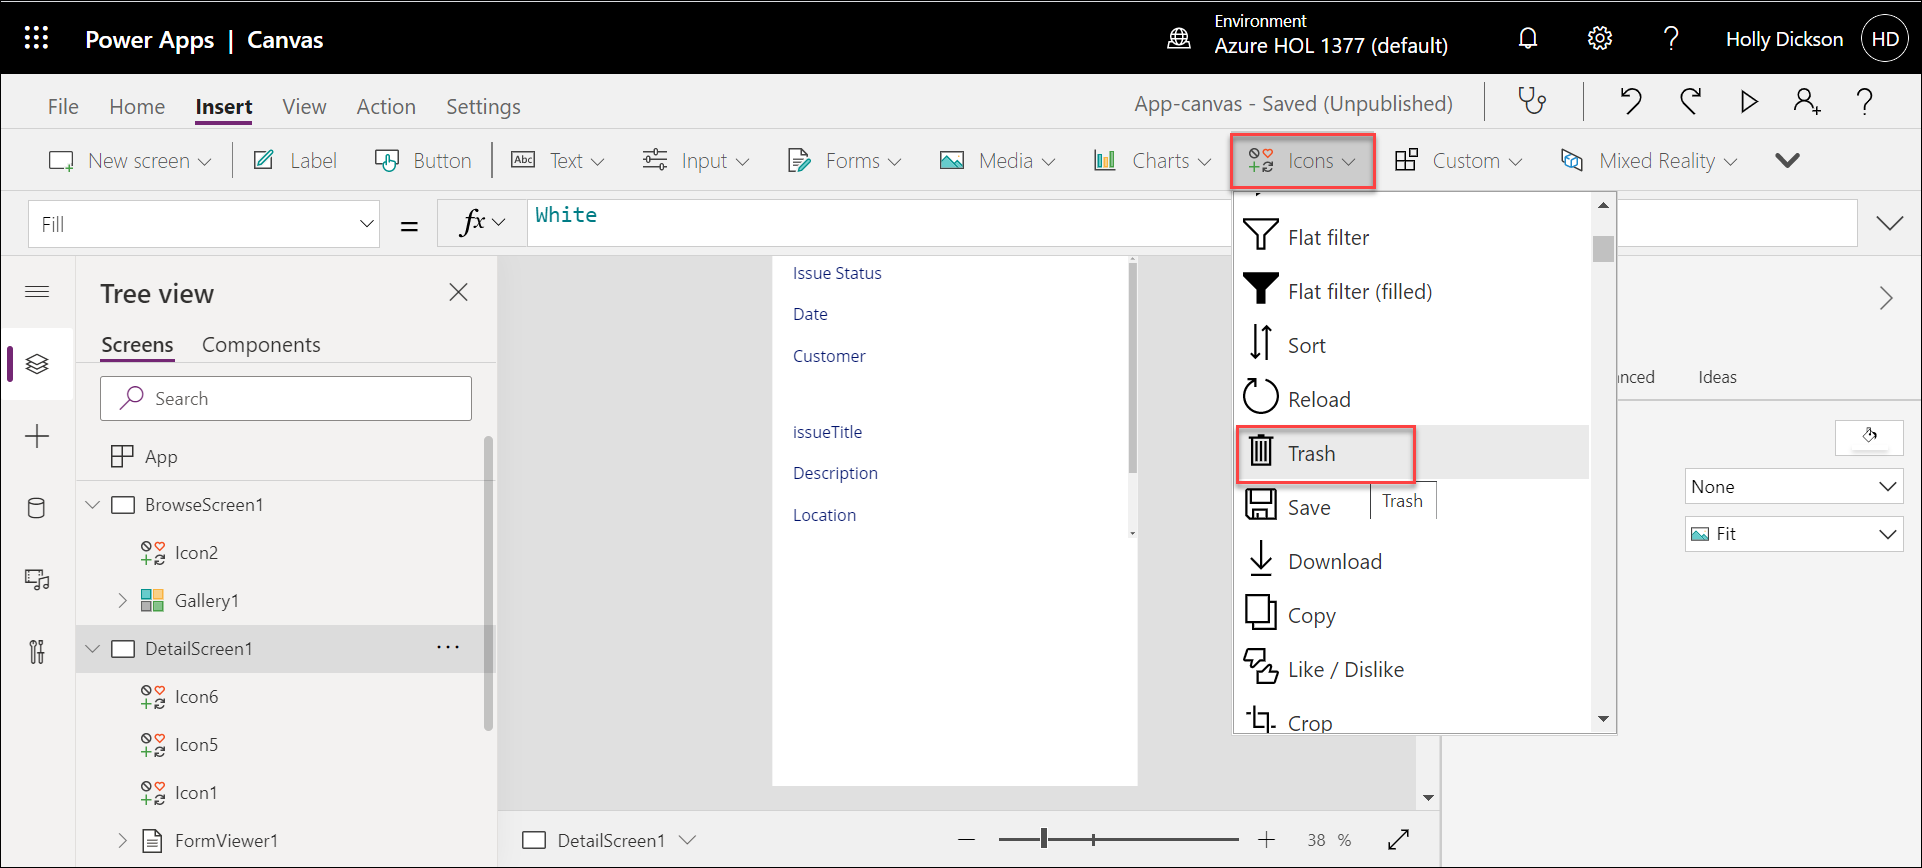 Power Apps | Canvas
Environment
Azure HOL 1377 (default)
?
Holly Dickson
HD
File Home Insert View Action Settings
App-canvas - Saved (Unpublished)
?
New screen Label Button Abc Text Input Forms Media Charts Icons Custom Mixed Reality
Fill
=
fx
White
Tree view
Screens Components
Search
App
BrowseScreen1
Icon2
Gallery1
DetailScreen1
...
Icon6
Icon5
Icon1
FormViewer1
Issue Status
Date
Customer
issueTitle
Description
Location
DetailScreen1
38 %
Flat filter
Flat filter (filled)
Sort
Reload
Trash
Trash
Save
Download
Copy
Like / Dislike
Crop
nced
Ideas
None
Fit